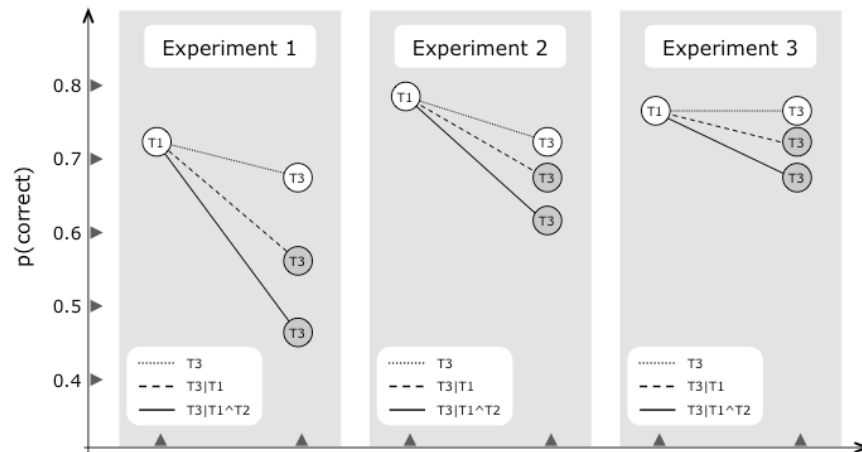 Experiment 1
Experiment 2
Experiment 3
p(correct)
0.8
0.7
0.6
0.5
0.4
T1
T3
T3
T3
T3
T3|T1
T3|T1^T2
T1
T3
T3
T3
T3
T3|T1
T3|T1^T2
T1
T3
T3
T3
T3
T3|T1
T3|T1^T2